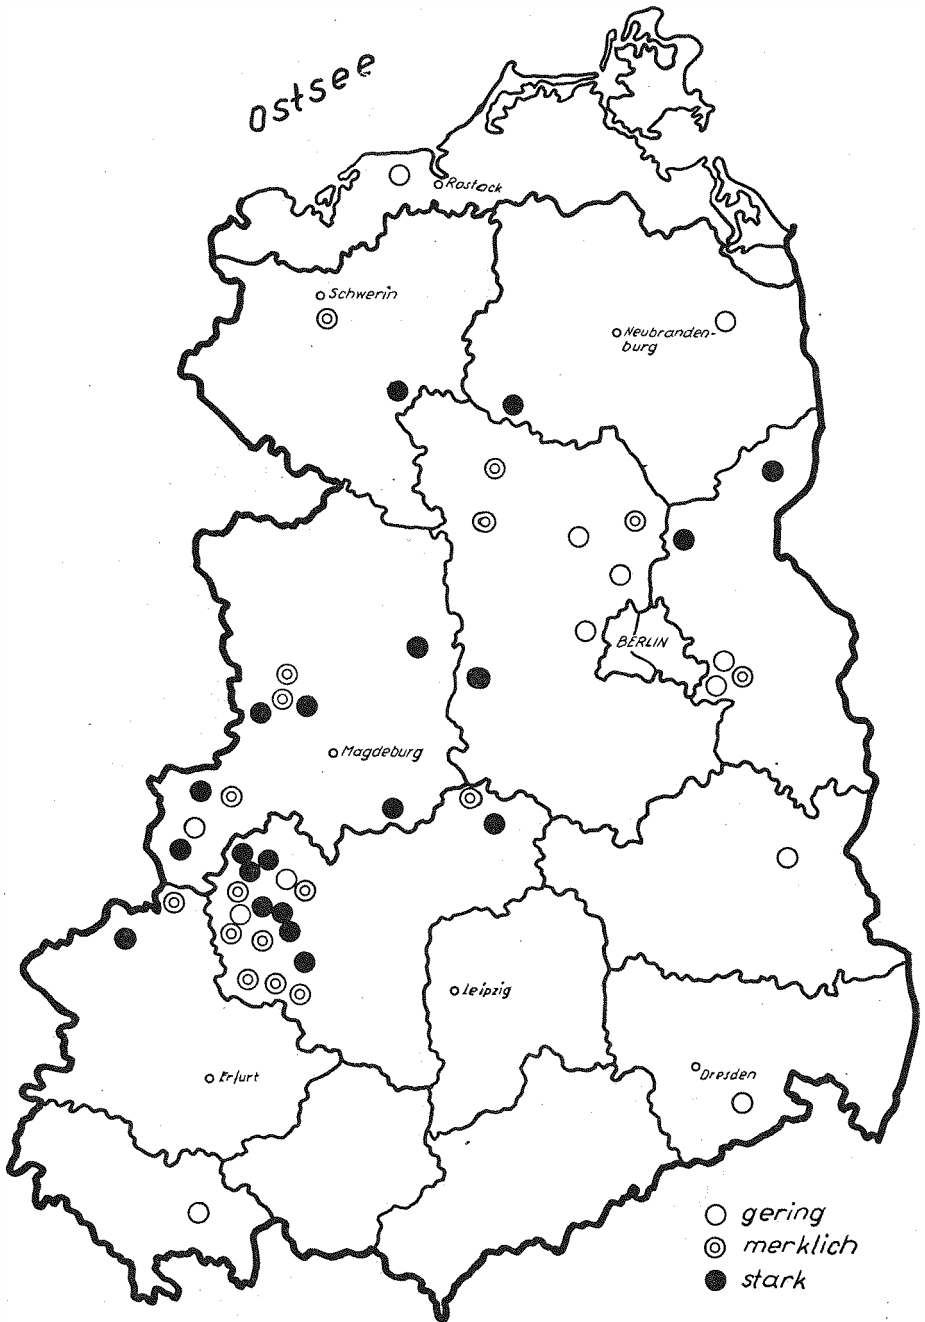 Ostsee
Rostock
Schwerin
Neubranden-
burg
BERLIN
Magdeburg
Leipzig
Erfurt
Dresden
gering
merklich
stark